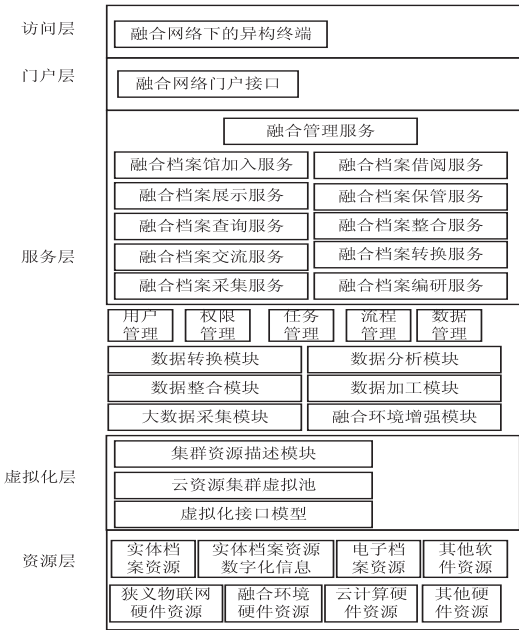 访问层
融合网络下的异构终端
门户层
融合网络门户接口
融合管理服务
融合档案馆加入服务
融合档案借阅服务
融合档案展示服务
融合档案保管服务
融合档案查询服务
融合档案整合服务
服务层
融合档案交流服务
融合档案转换服务
融合档案采集服务
融合档案编研服务
用户
管理
权限
管理
任务
管理
流程
管理
数据
管理
数据转换模块
数据分析模块
数据整合模块
数据加工模块
大数据采集模块
融合环境增强模块
虚拟化层
集群资源描述模块
云资源集群虚拟池
虚拟化接口模型
资源层
实体档
案资源
实体档案资源
数字化信息
电子档
案资源
其他软
件资源
狭义物联网
硬件资源
融合环境
硬件资源
云计算硬
件资源
其他硬
件资源